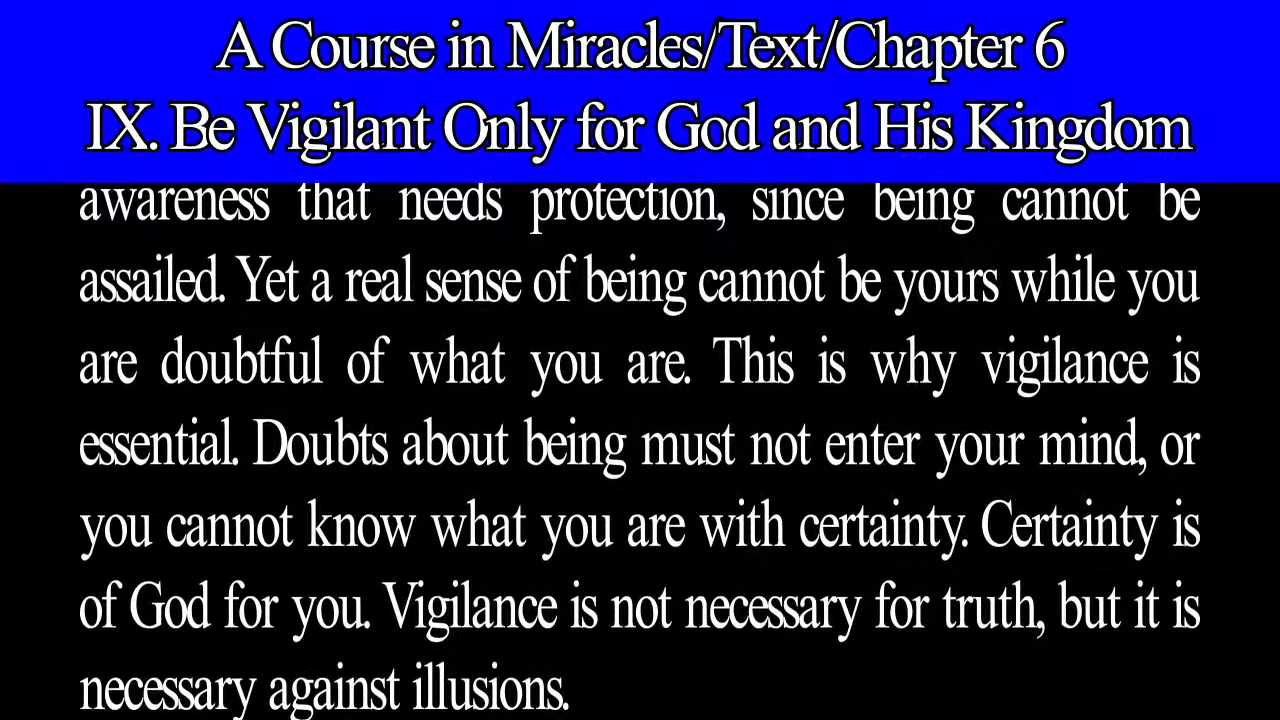 A Course in Miracles/Text/Chapter 6
IX. Be Vigilant Only for God and His Kingdom
awareness that needs protection, since being cannot be
assailed. Yet a real sense of being cannot be yours while you
are doubtful of what you are. This is why vigilance is
essential. Doubts about being must not enter your mind, or
you cannot know what you are with certainty. Certainty is
of God for you. Vigilance is not necessary for truth, but it is
necessary against illusions.